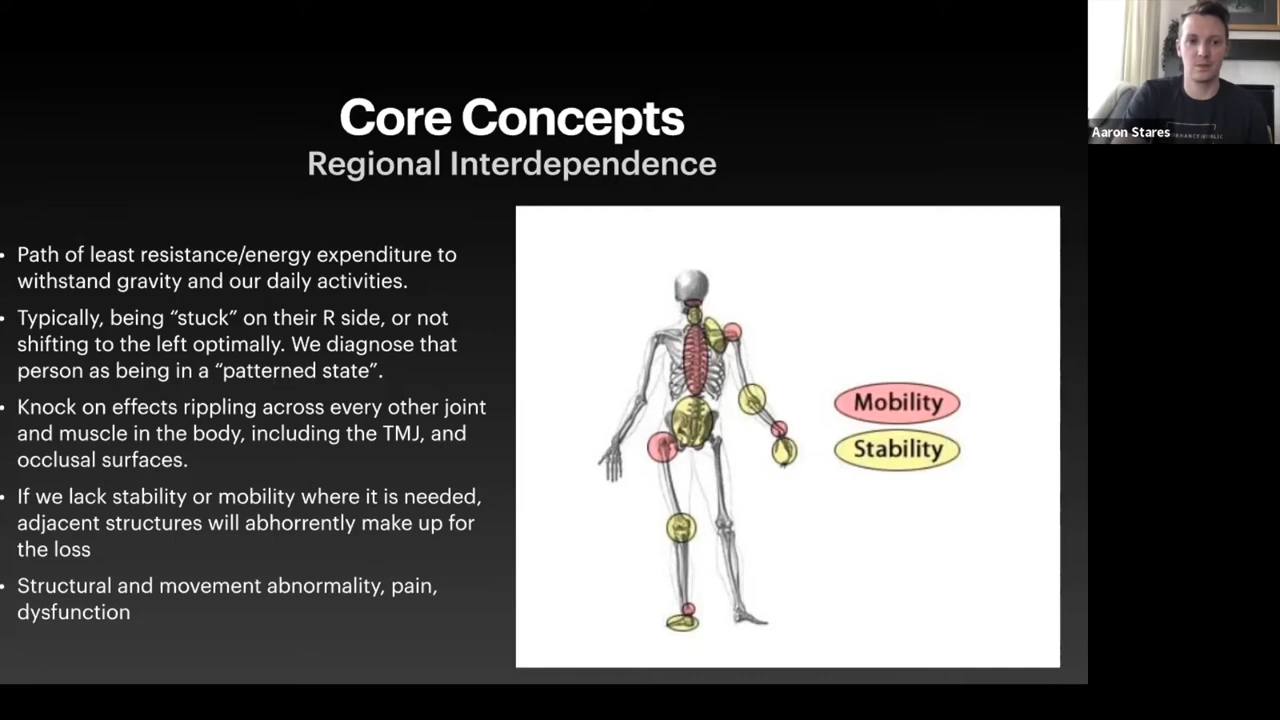 Core Concepts
Regional Interdependence
• Path of least resistance/energy expenditure to
withstand gravity and our daily activities.
• Typically, being “stuck” on their R side, or not
shifting to the left optimally. We diagnose that
person as being in a “patterned state”.
• Knock on effects rippling across every other joint
and muscle in the body, including the TMJ, and
occlusal surfaces.
• If we lack stability or mobility where it is needed,
adjacent structures will abhorrently make up for
the loss
• Structural and movement abnormality, pain,
dysfunction
Mobility
Stability
Aaron Stares